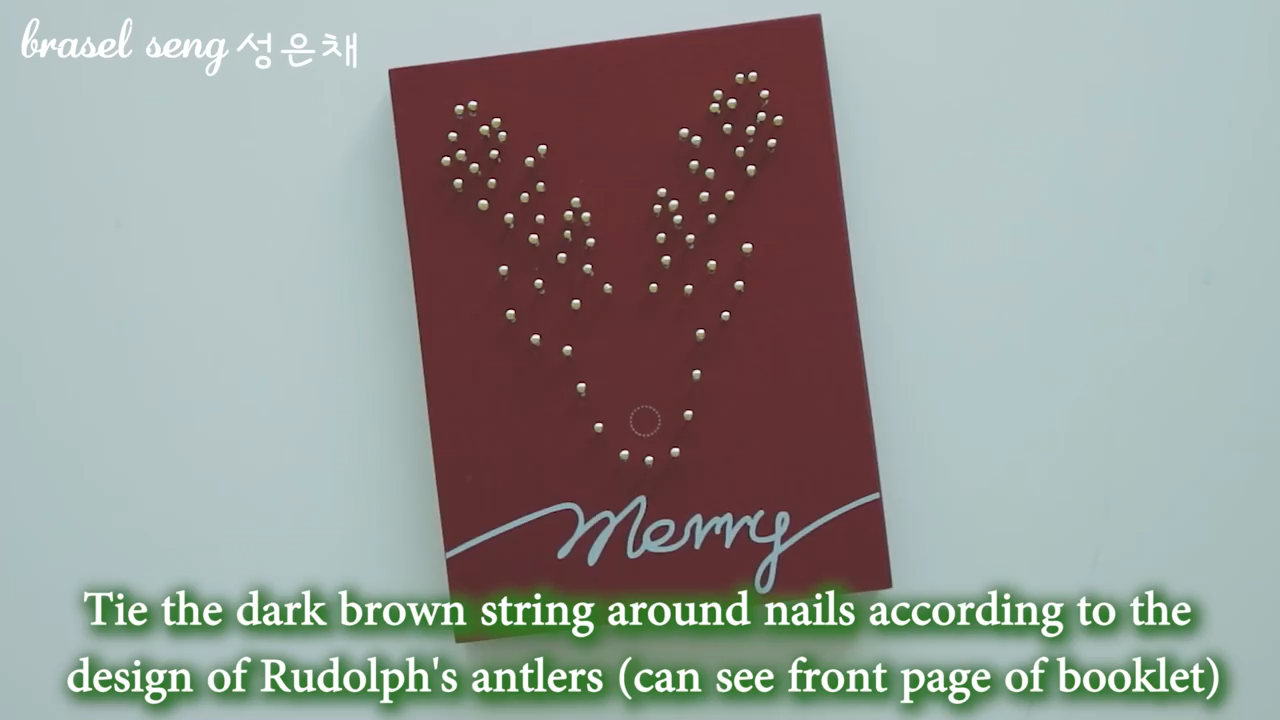 brasel seng 성은채
Merry
Tie the dark brown string around nails according to the
design of Rudolph's antlers (can see front page of booklet)